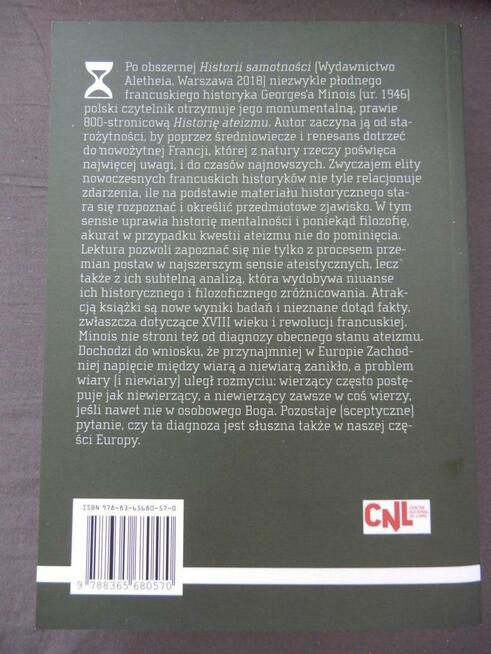 Po obszernej Historii samotności (Wydawnictwo
Aletheia, Warszawa 2018) niezwykle płodnego
francuskiego historyka Georges'a Minois (ur. 1946)
polski czytelnik otrzymuje jego monumentalną, prawie
800-stronicową Historię ateizmu. Autor zaczyna ją od sta-
rożytności, by poprzez średniowiecze i renesans dotrzeć
do nowożytnej Francji, której z natury rzeczy poświęca
najwięcej uwagi, i do czasów najnowszych. Zwyczajem elity
nowoczesnych francuskich historyków nie tyle relacjonuje
zdarzenia, ile na podstawie materiału historycznego sta-
ra się rozpoznać i określić przedmiotowe zjawisko. W tym
sensie uprawia historię mentalności i poniekąd filozofię,
akurat w przypadku kwestii ateizmu nie do pominięcia.
Lektura pozwoli zapoznać się nie tylko z procesem prze-
mian postaw w najszerszym sensie ateistycznych, lecz
także z ich subtelną analizą, która wydobywa niuanse
ich historycznego i filozoficznego zróżnicowania. Atrak-
cją książki są nowe wyniki badań i nieznane dotąd fakty,
zwłaszcza dotyczące XVIII wieku i rewolucji francuskiej.
Minois nie stroni też od diagnozy obecnego stanu ateizmu.
Dochodzi do wniosku, że przynajmniej w Europie Zachod-
niej napięcie między wiarą a niewiarą zanikło, a problem
wiary (i niewiary) uległ rozmyciu: wierzący często postę-
puje jak niewierzący, a niewierzący zawsze w coś wierzy,
jeśli nawet nie w osobowego Boga. Pozostaje (sceptyczne)
pytanie, czy ta diagnoza jest słuszna także w naszej czę-
ści Europy.
ISBN 978-83-65680-57-0
9 788365 680570
CNL
CENTRE
NATIONAL
DU LIVRE